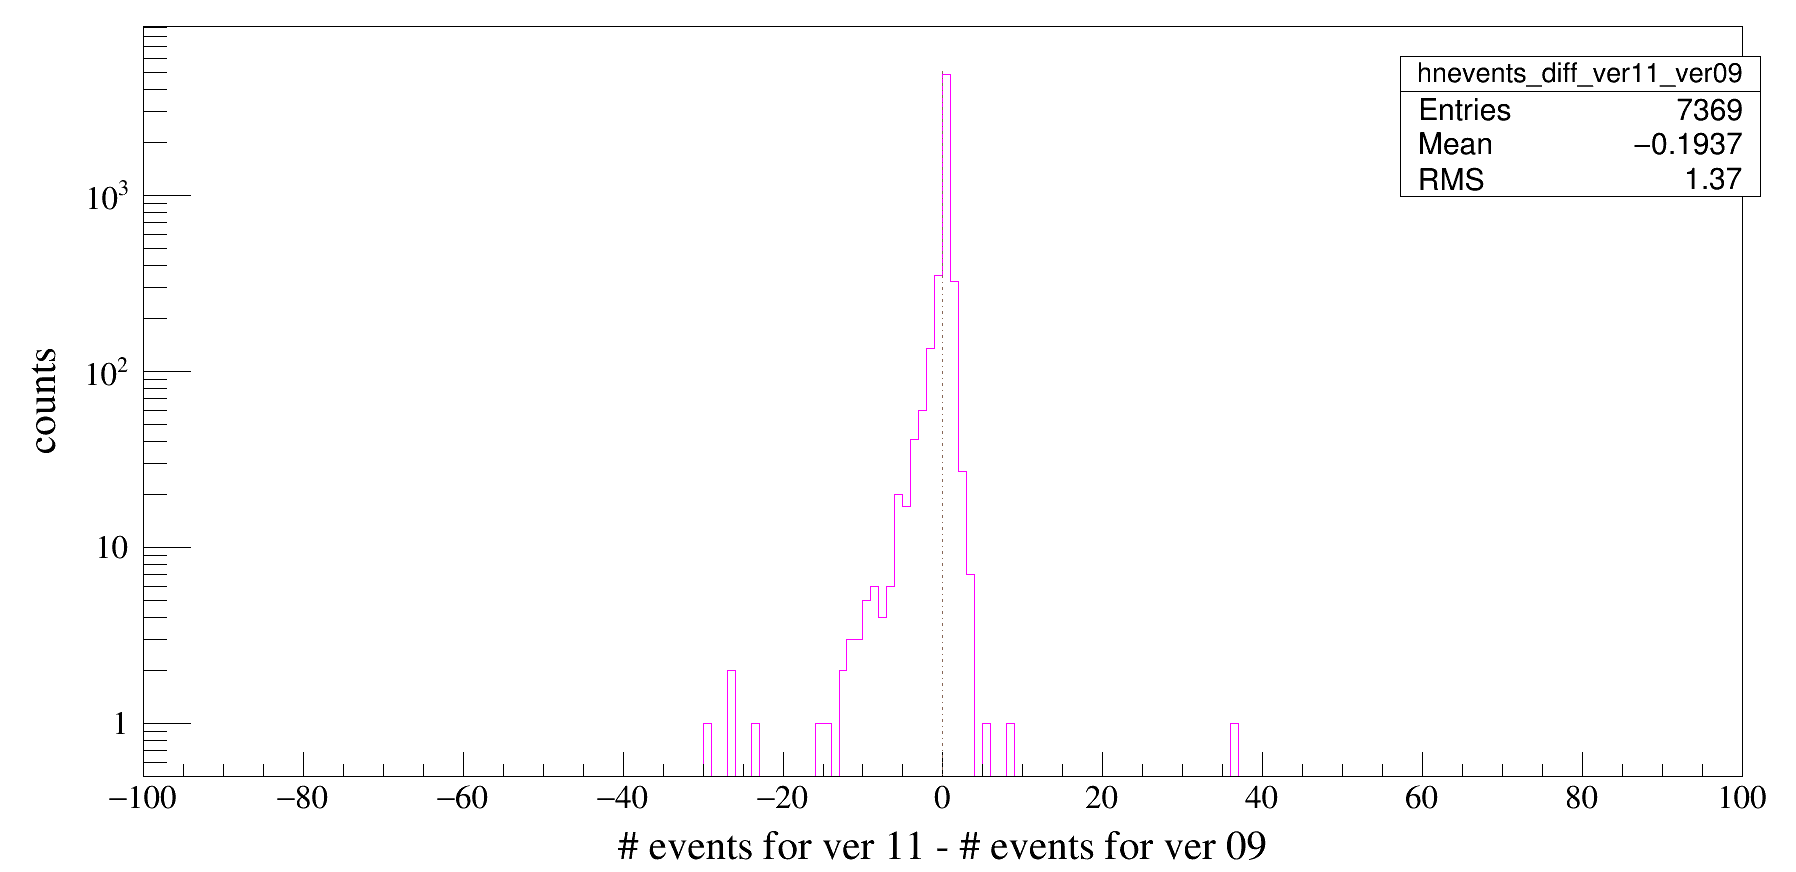 hnevents_diff_ver11_ver09
Entries 7369
Mean −0.1937
RMS 1.37
counts
10³
10²
10
1
−100 −80 −60 −40 −20 0 20 40 60 80 100
# events for ver 11 - # events for ver 09